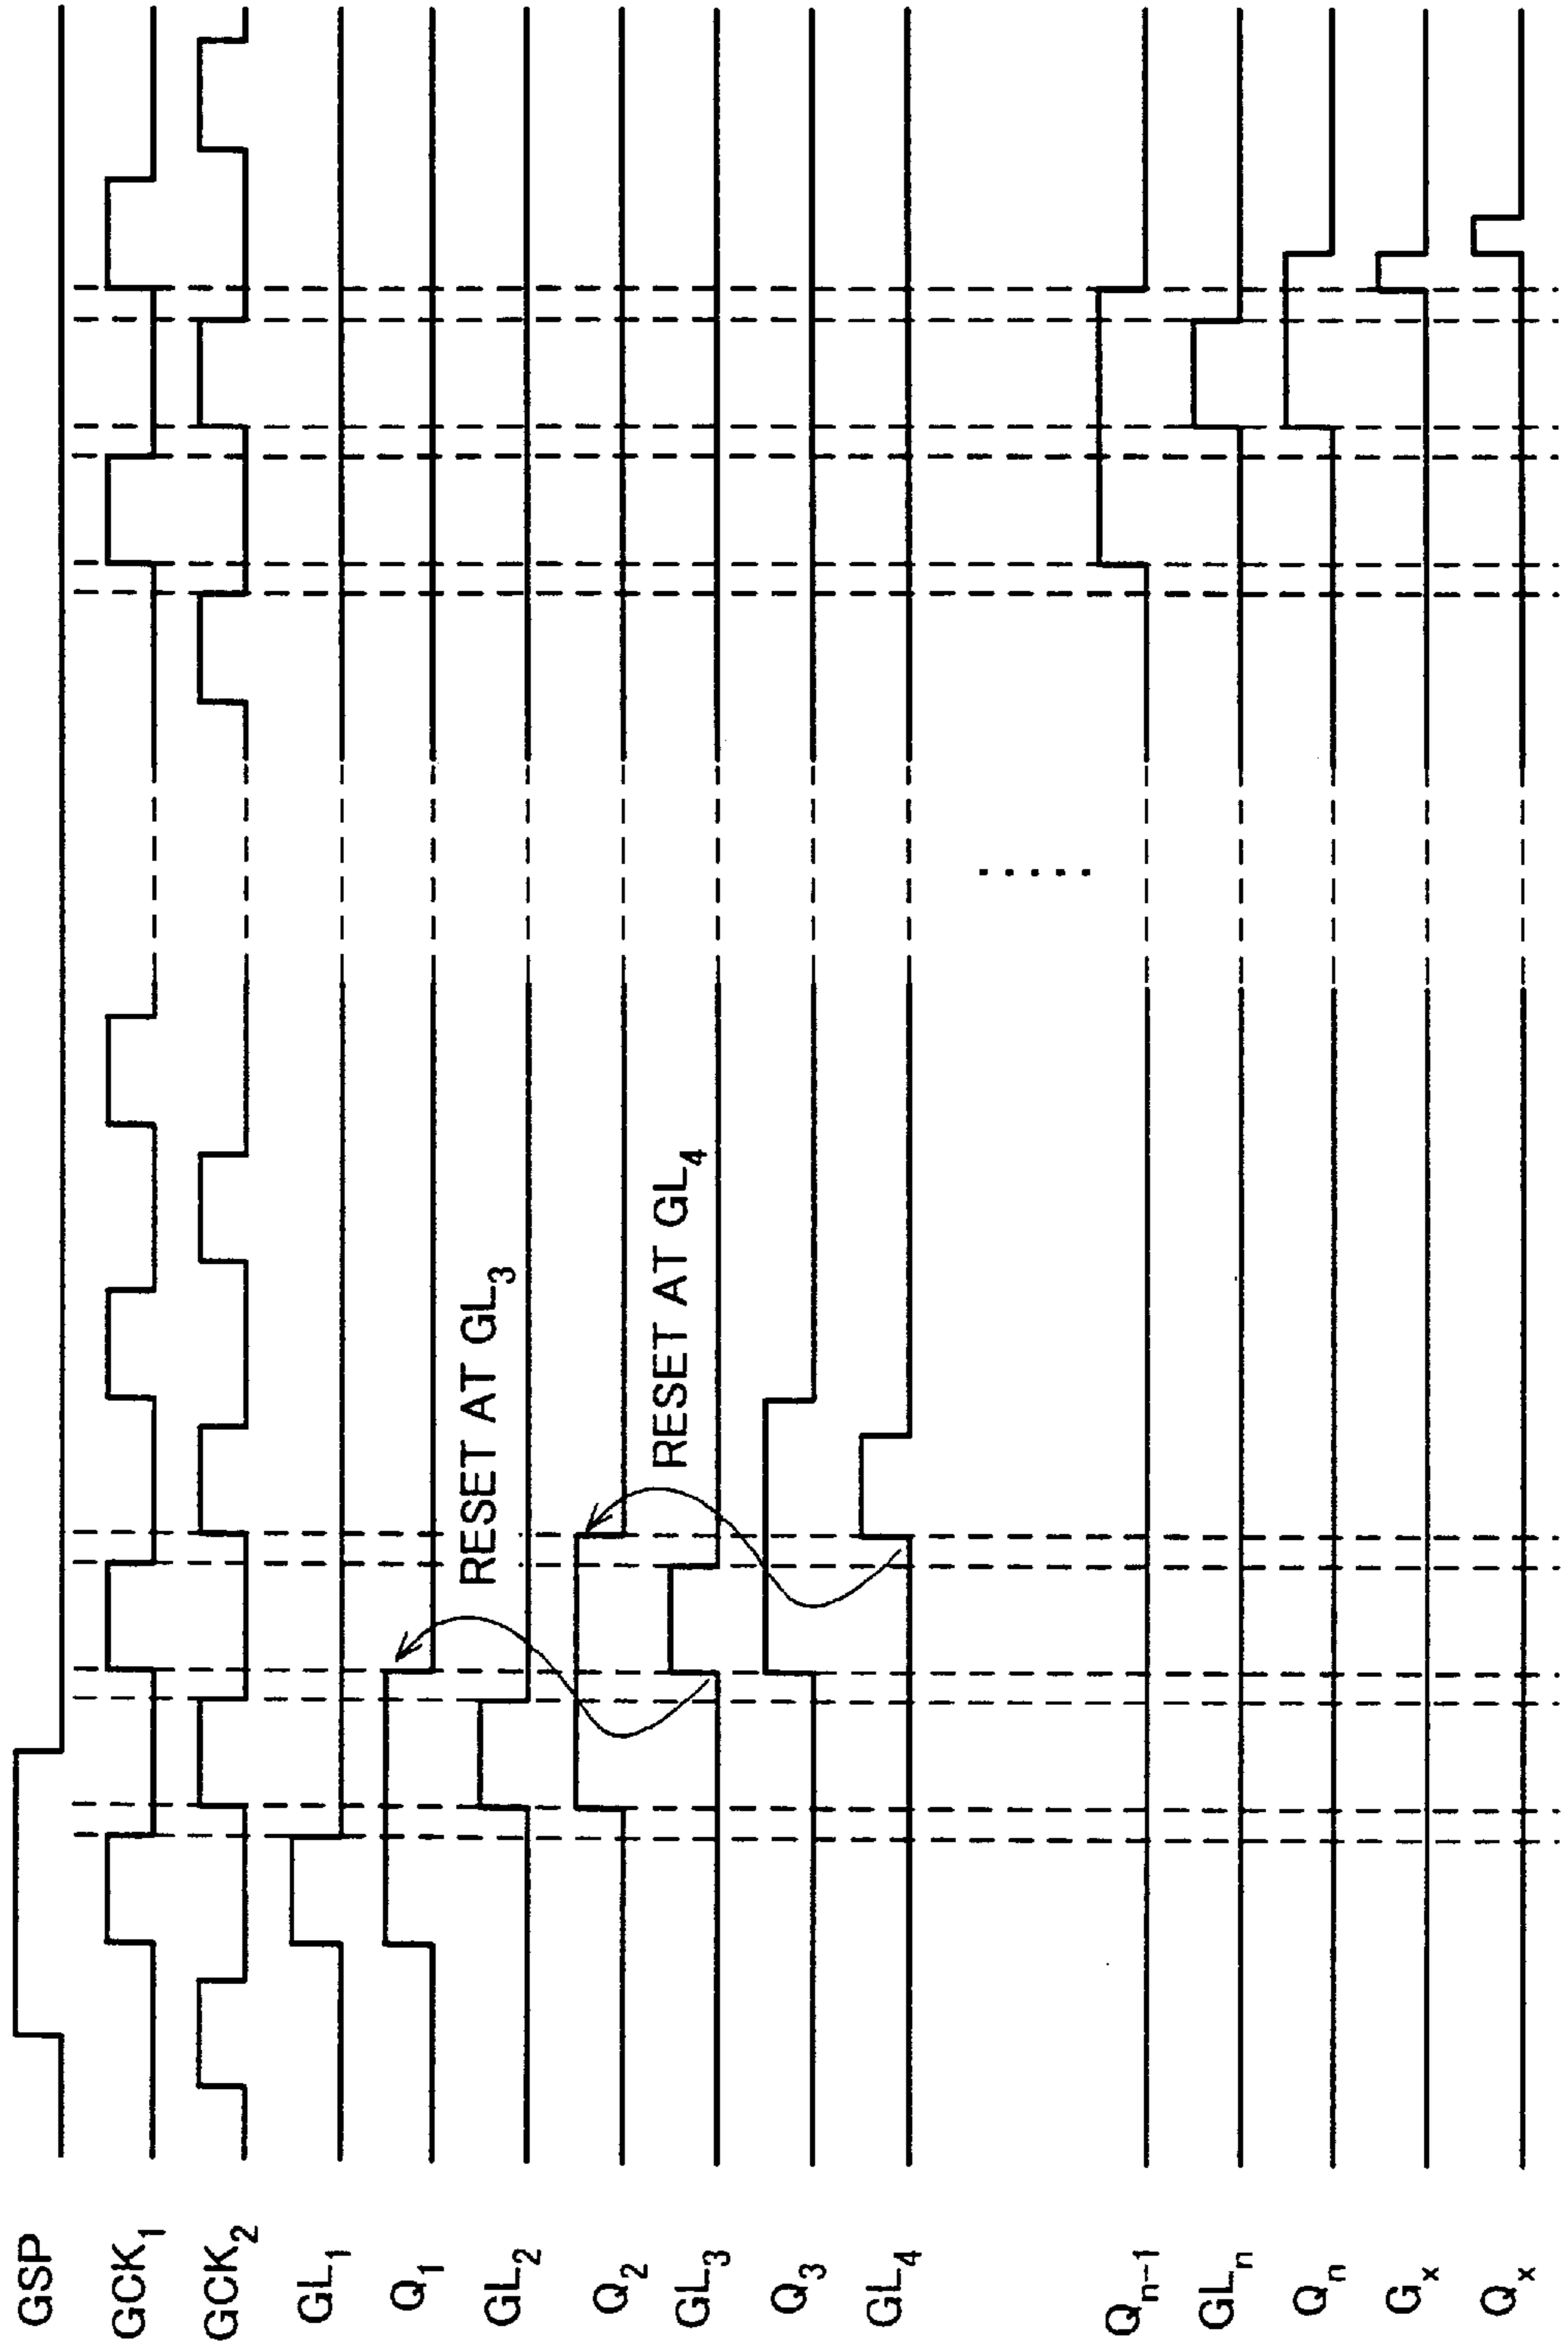 GSP
GCK₁
GCK₂
GL₁
Q₁
GL₂
Q₂
GL₃
Q₃
GL₄
Qₙ₋₁
GLₙ
Qₙ
Gₓ
Qₓ
RESET AT GL₃
RESET AT GL₄
.....